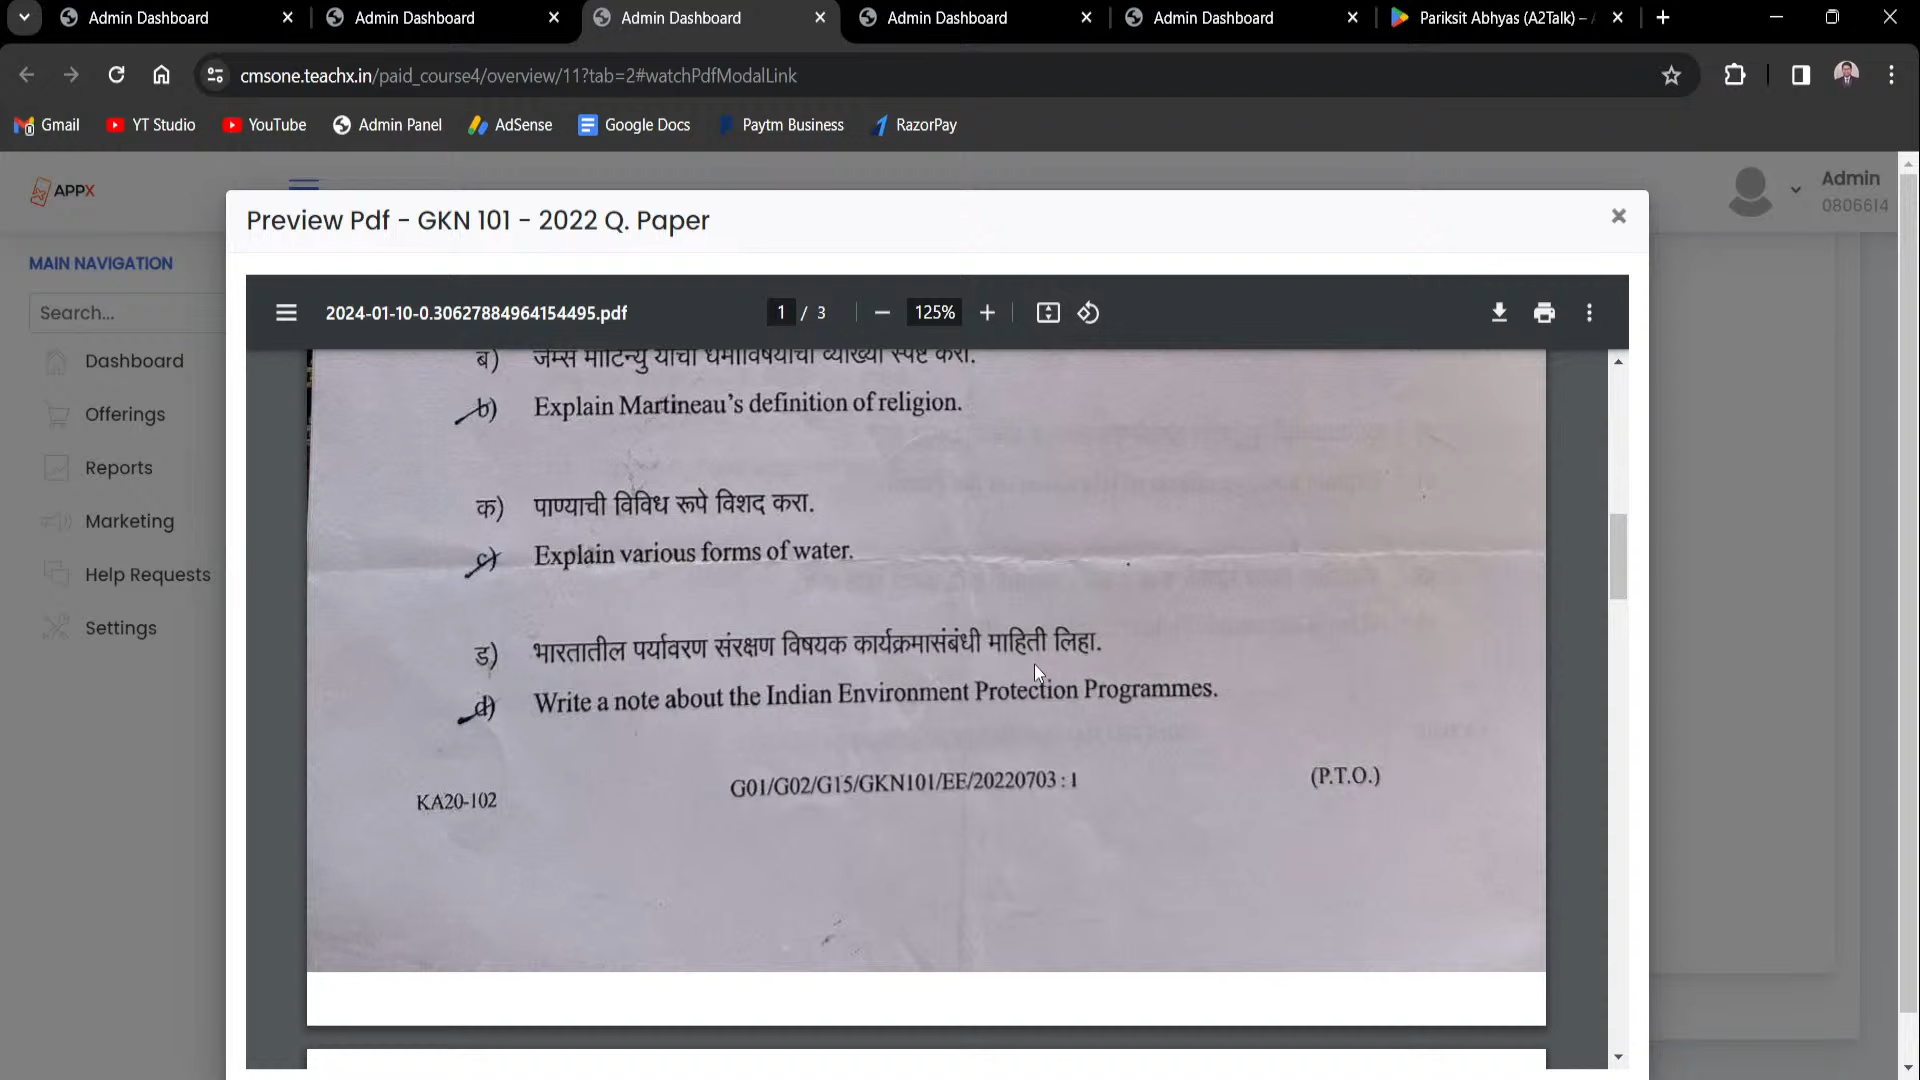 Admin Dashboard
Admin Dashboard
Admin Dashboard
Admin Dashboard
Admin Dashboard
Pariksit Abhyas (A2Talk) –
cmsone.teachx.in/paid_course4/overview/11?tab=2#watchPdfModalLink
Gmail
YT Studio
YouTube
Admin Panel
AdSense
Google Docs
Paytm Business
RazorPay
APPX
Admin
0806614
MAIN NAVIGATION
Search...
Dashboard
Offerings
Reports
Marketing
Help Requests
Settings
Preview Pdf - GKN 101 - 2022 Q. Paper
2024-01-10-0.30627884964154495.pdf
1 / 3
125%
ब) जेम्स मार्टिन्यु यांची धर्माविषयीची व्याख्या स्पष्ट करा.
b) Explain Martineau's definition of religion.
क) पाण्याची विविध रूपे विशद करा.
c) Explain various forms of water.
ड) भारतातील पर्यावरण संरक्षण विषयक कार्यक्रमासंबंधी माहिती लिहा.
d) Write a note about the Indian Environment Protection Programmes.
KA20-102
G01/G02/G15/GKN101/EE/20220703 : 1
(P.T.O.)